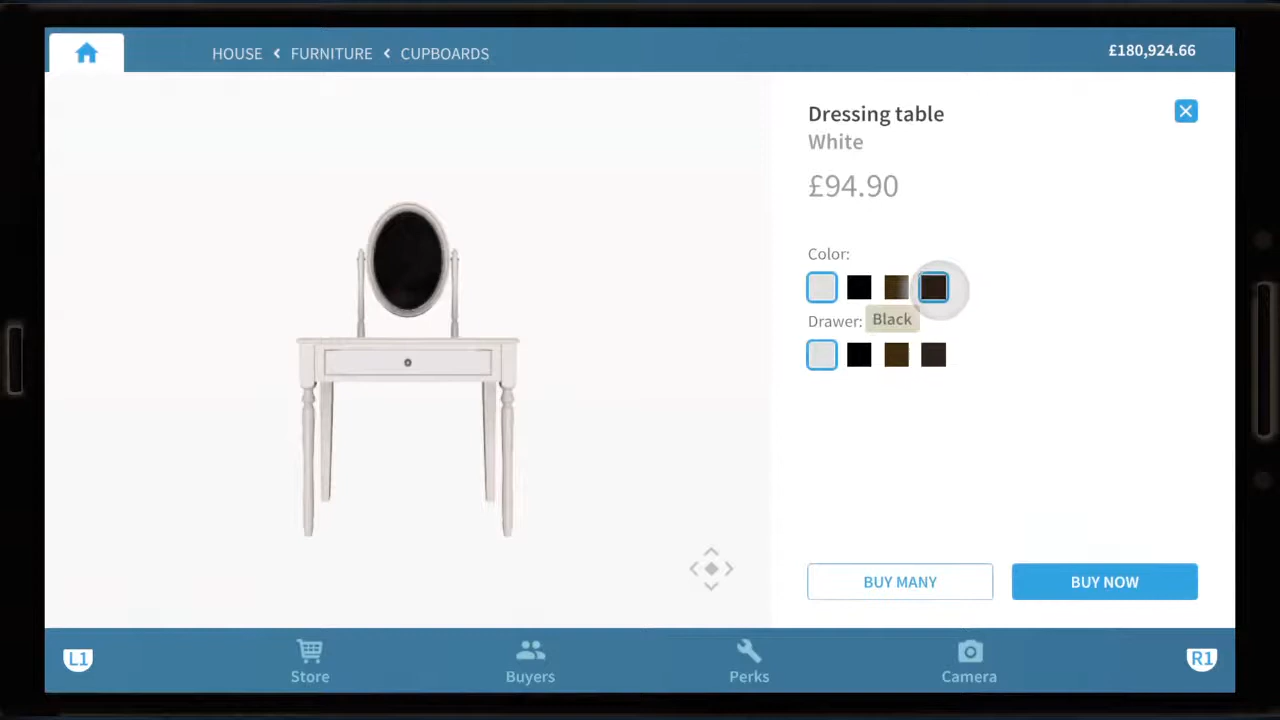 HOUSE < FURNITURE < CUPBOARDS
£180,924.66
Dressing table
White
£94.90
Color:
Drawer:
Black
BUY MANY
BUY NOW
L1
Store
Buyers
Perks
Camera
R1